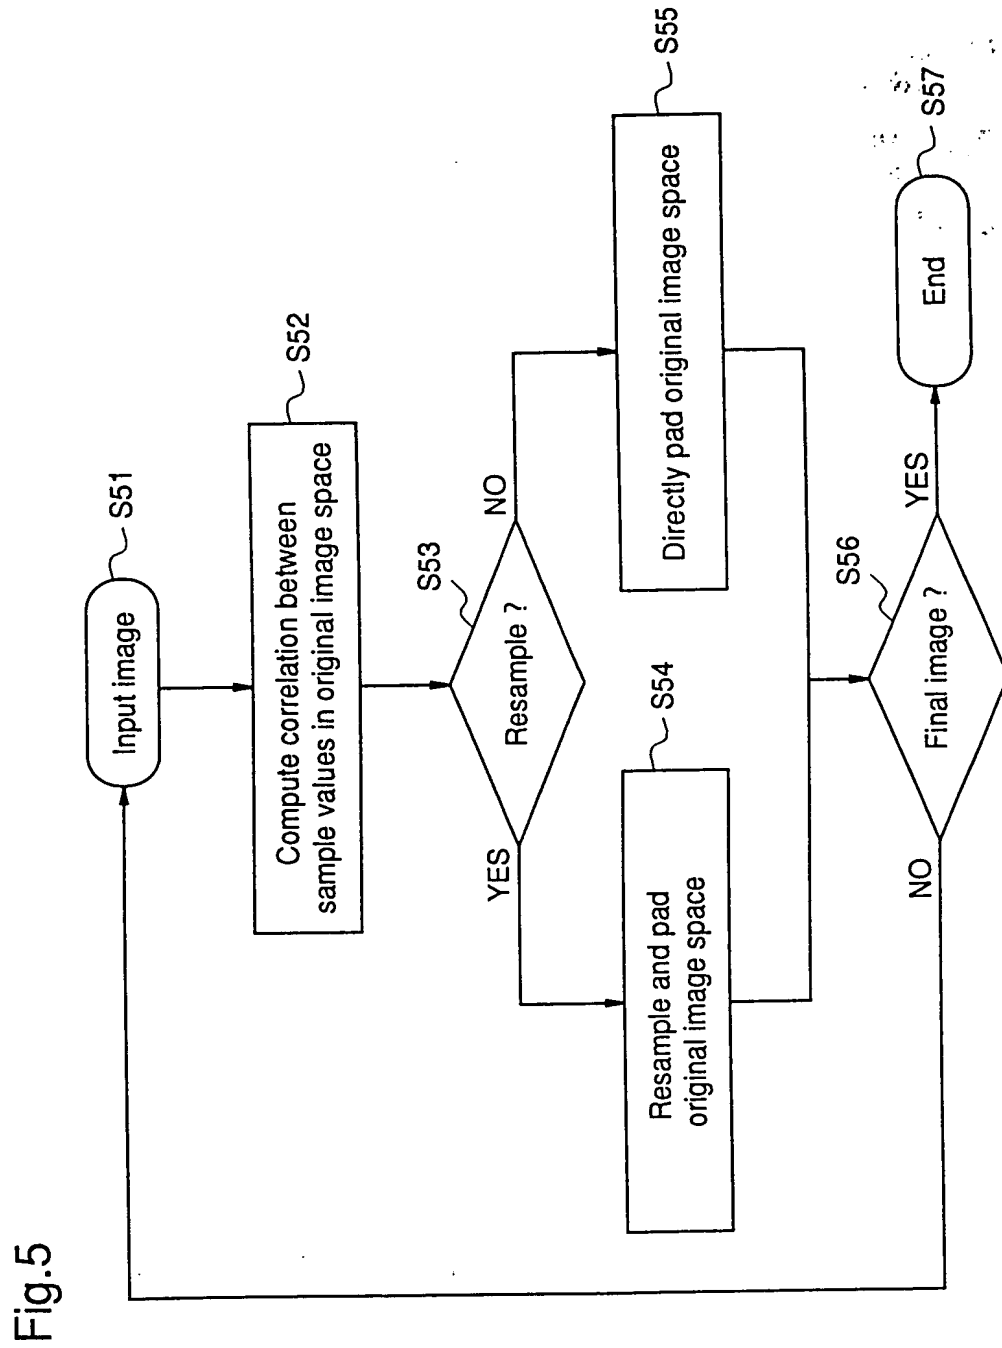 Fig.5
Input image
S51
Compute correlation between
sample values in original image space
S52
Resample ?
S53
YES
NO
Resample and pad
original image space
S54
Directly pad original image space
S55
Final image ?
S56
NO
YES
End
S57